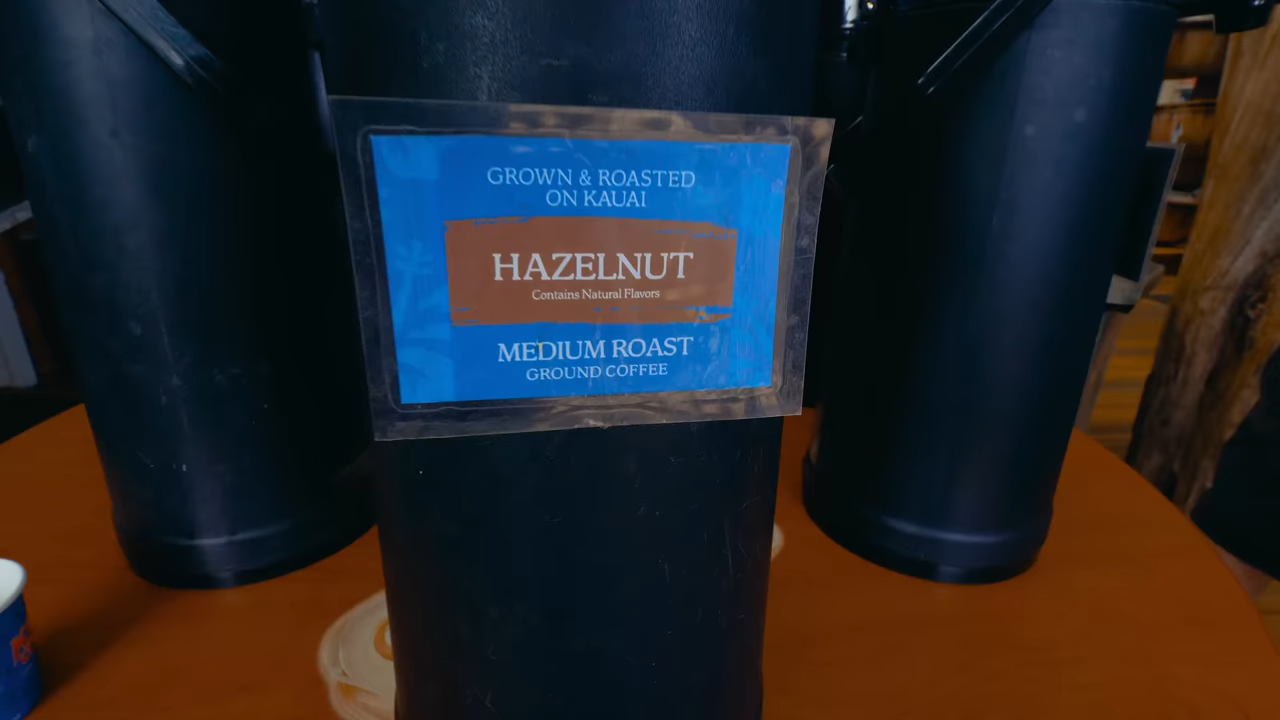 GROWN & ROASTED
ON KAUAI
HAZELNUT
Contains Natural Flavors
MEDIUM ROAST
GROUND COFFEE